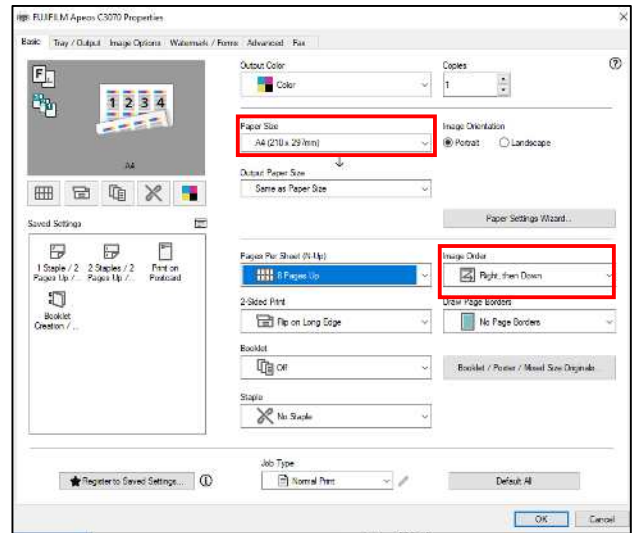 FUJIFILM Apeos C3070 Properties
Basic Tray / Output Image Options Watermark / Forms Advanced Fax
1 2 3 4
A4
Saved Settings
1 Staple / 2 Pages Up /...
2 Staples / 2 Pages Up /...
Print on Postcard
Booklet Creation / ...
Register to Saved Settings...
Output Color
Color
Copies
1
Paper Size
A4 (210 x 297mm)
Image Orientation
Portrait Landscape
Output Paper Size
Same as Paper Size
Paper Settings Wizard...
Pages Per Sheet (N-Up)
8 Pages Up
Image Order
Right, then Down
2-Sided Print
Flip on Long Edge
Draw Page Borders
No Page Borders
Booklet
Off
Booklet / Poster / Mixed Size Originals...
Staple
No Staple
Job Type
Normal Print
Default All
OK Cancel